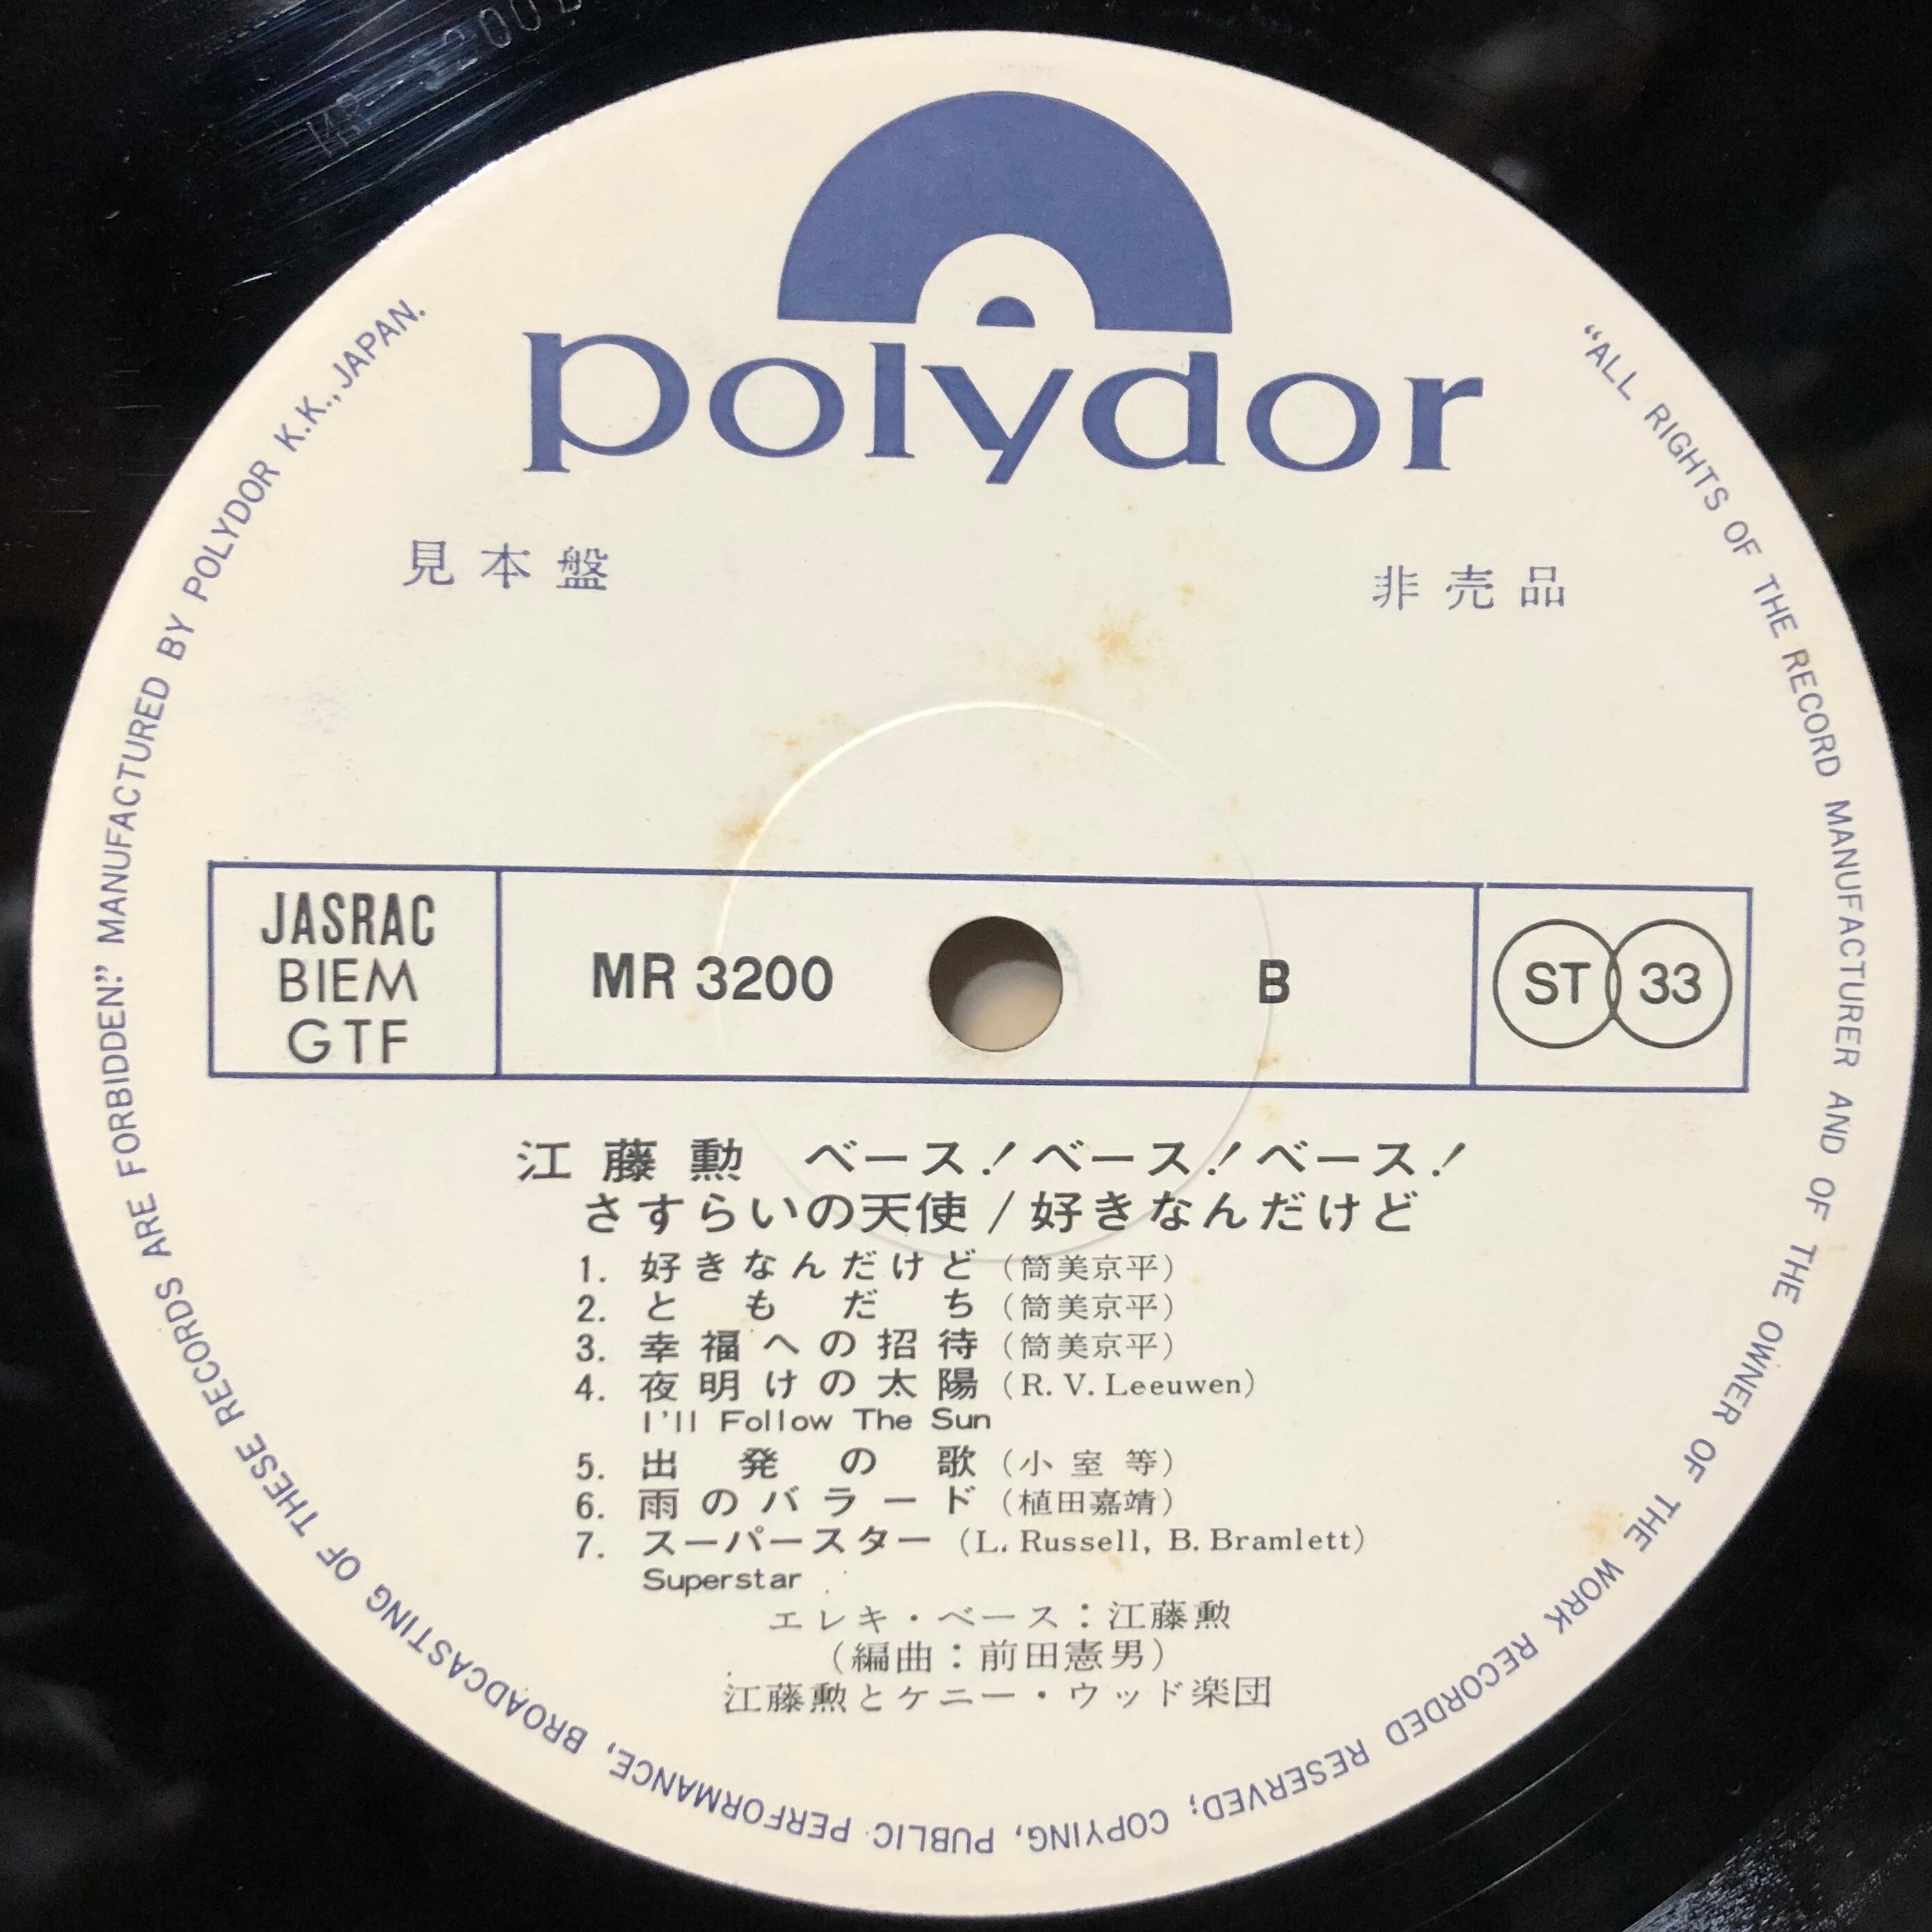 polydor
見本盤
非売品
JASRAC
BIEM
GTF
MR 3200
B
ST 33
江藤勲 ベース!ベース!ベース!
さすらいの天使/好きなんだけど
1. 好きなんだけど (筒美京平)
2. ともだち (筒美京平)
3. 幸福への招待 (筒美京平)
4. 夜明けの太陽 (R. V. Leeuwen)
I'll Follow The Sun
5. 出発の歌 (小室等)
6. 雨のバラード (植田嘉靖)
7. スーパースター (L. Russell, B. Bramlett)
Superstar
エレキ・ベース:江藤勲
(編曲:前田憲男)
江藤勲とケニー・ウッド楽団
“ALL RIGHTS OF THE RECORD MANUFACTURER AND OF THE OWNER OF THE WORK RECORDED RESERVED; COPYING, PUBLIC PERFORMANCE, BROADCASTING OF THESE RECORDS ARE FORBIDDEN.” MANUFACTURED BY POLYDOR K.K., JAPAN.